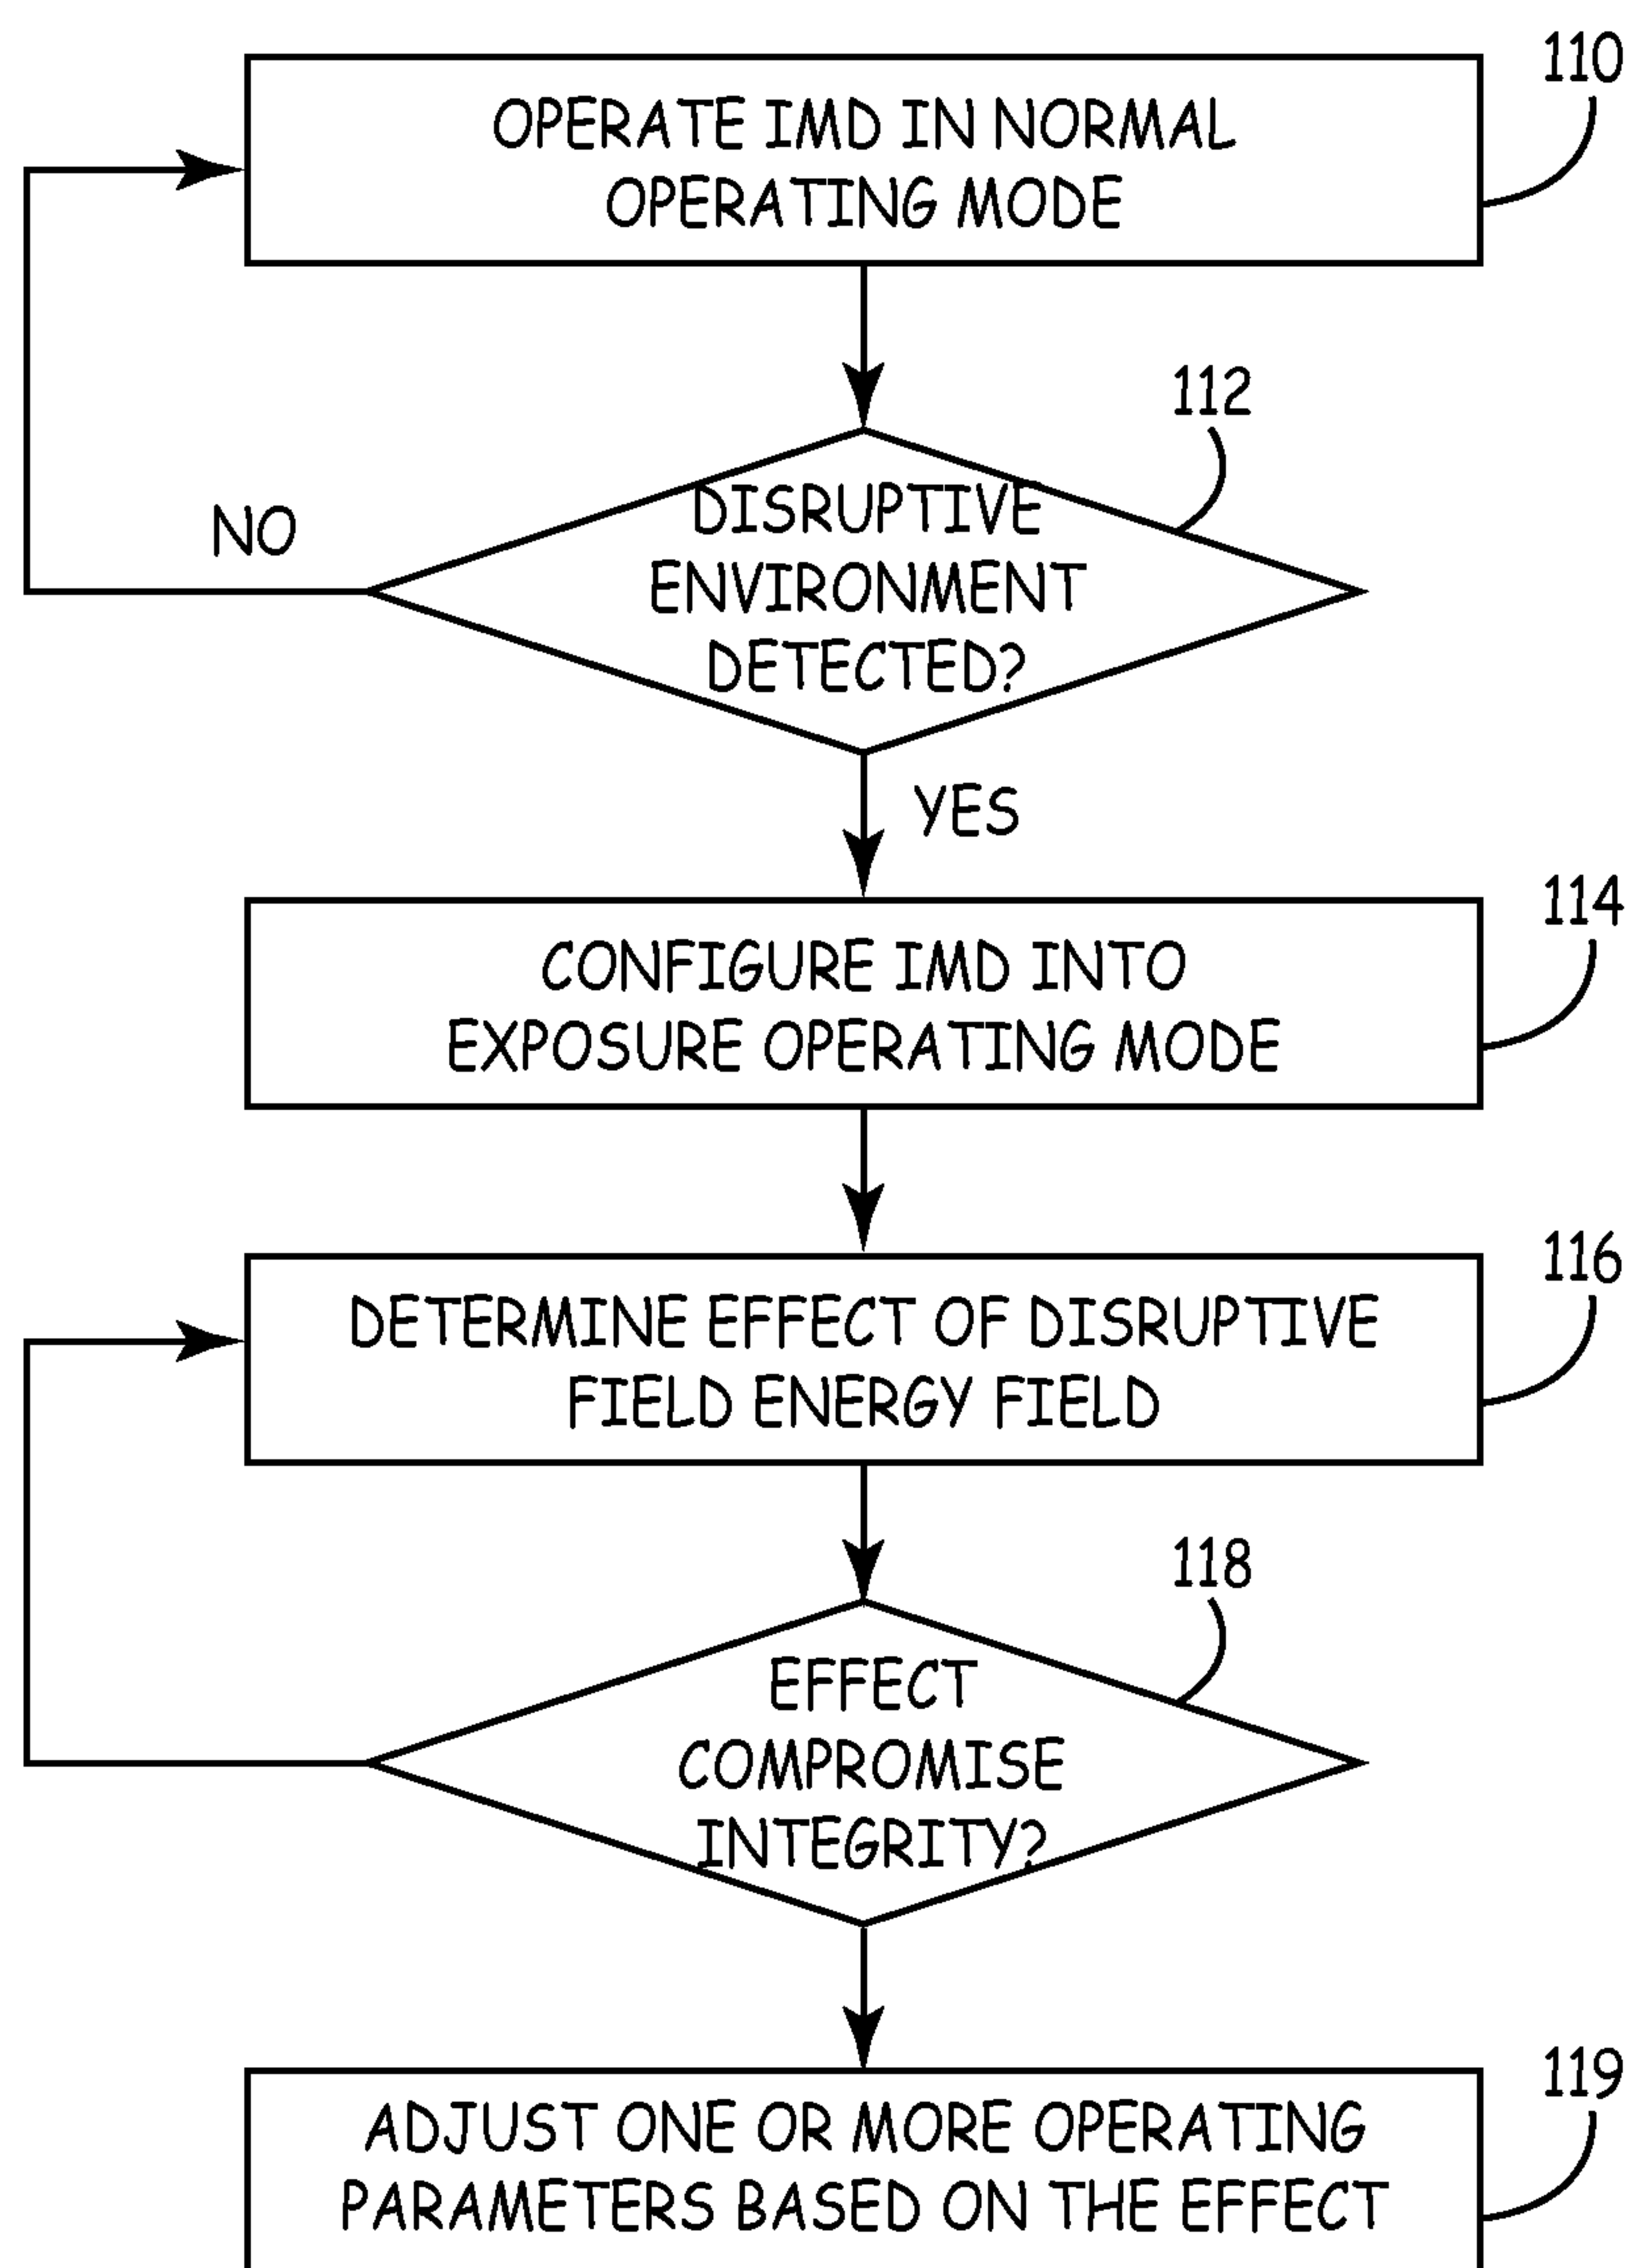 110
OPERATE IMD IN NORMAL
OPERATING MODE
112
DISRUPTIVE
ENVIRONMENT
DETECTED?
NO
YES
114
CONFIGURE IMD INTO
EXPOSURE OPERATING MODE
116
DETERMINE EFFECT OF DISRUPTIVE
FIELD ENERGY FIELD
118
EFFECT
COMPROMISE
INTEGRITY?
119
ADJUST ONE OR MORE OPERATING
PARAMETERS BASED ON THE EFFECT